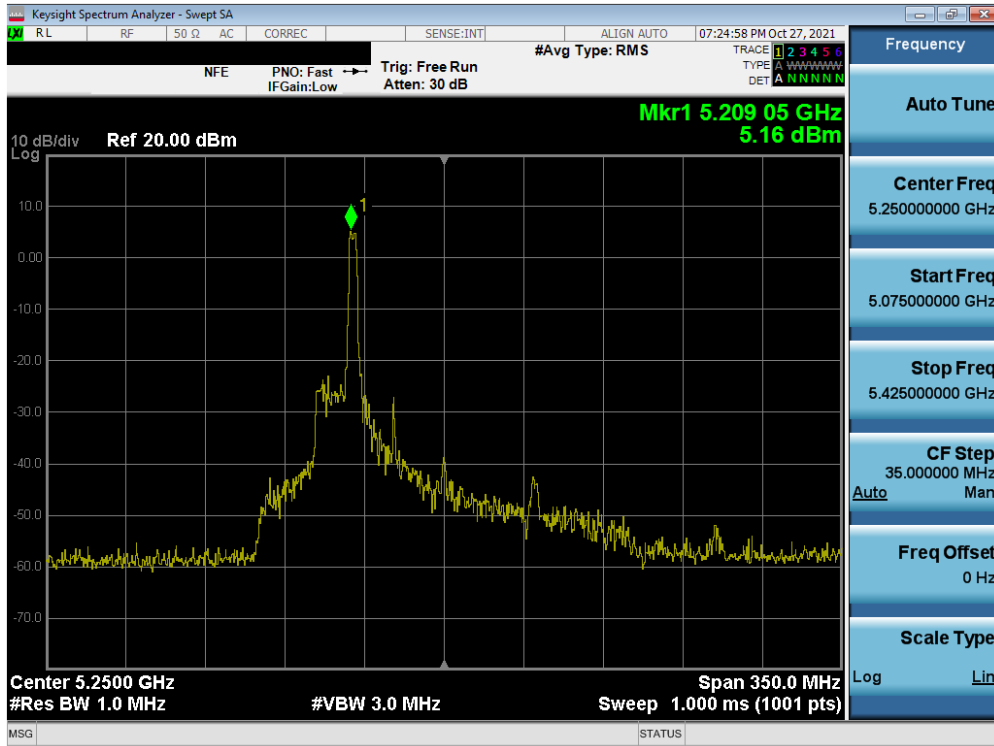 Keysight Spectrum Analyzer - Swept SA
LXI RL RF 50 Ω AC CORREC SENSE:INT ALIGN AUTO 07:24:58 PM Oct 27, 2021
NFE PNO: Fast Trig: Free Run #Avg Type: RMS TRACE 1 2 3 4 5 6
IFGain:Low Atten: 30 dB TYPE A WWWWW
DET A N N N N N
Mkr1 5.209 05 GHz
5.16 dBm
10 dB/div Ref 20.00 dBm
Log
1
10.0
0.00
-10.0
-20.0
-30.0
-40.0
-50.0
-60.0
-70.0
Center 5.2500 GHz Span 350.0 MHz
#Res BW 1.0 MHz #VBW 3.0 MHz Sweep 1.000 ms (1001 pts)
MSG STATUS
Frequency
Auto Tune
Center Freq
5.250000000 GHz
Start Freq
5.075000000 GHz
Stop Freq
5.425000000 GHz
CF Step
35.000000 MHz
Auto Man
Freq Offset
0 Hz
Scale Type
Log Lin